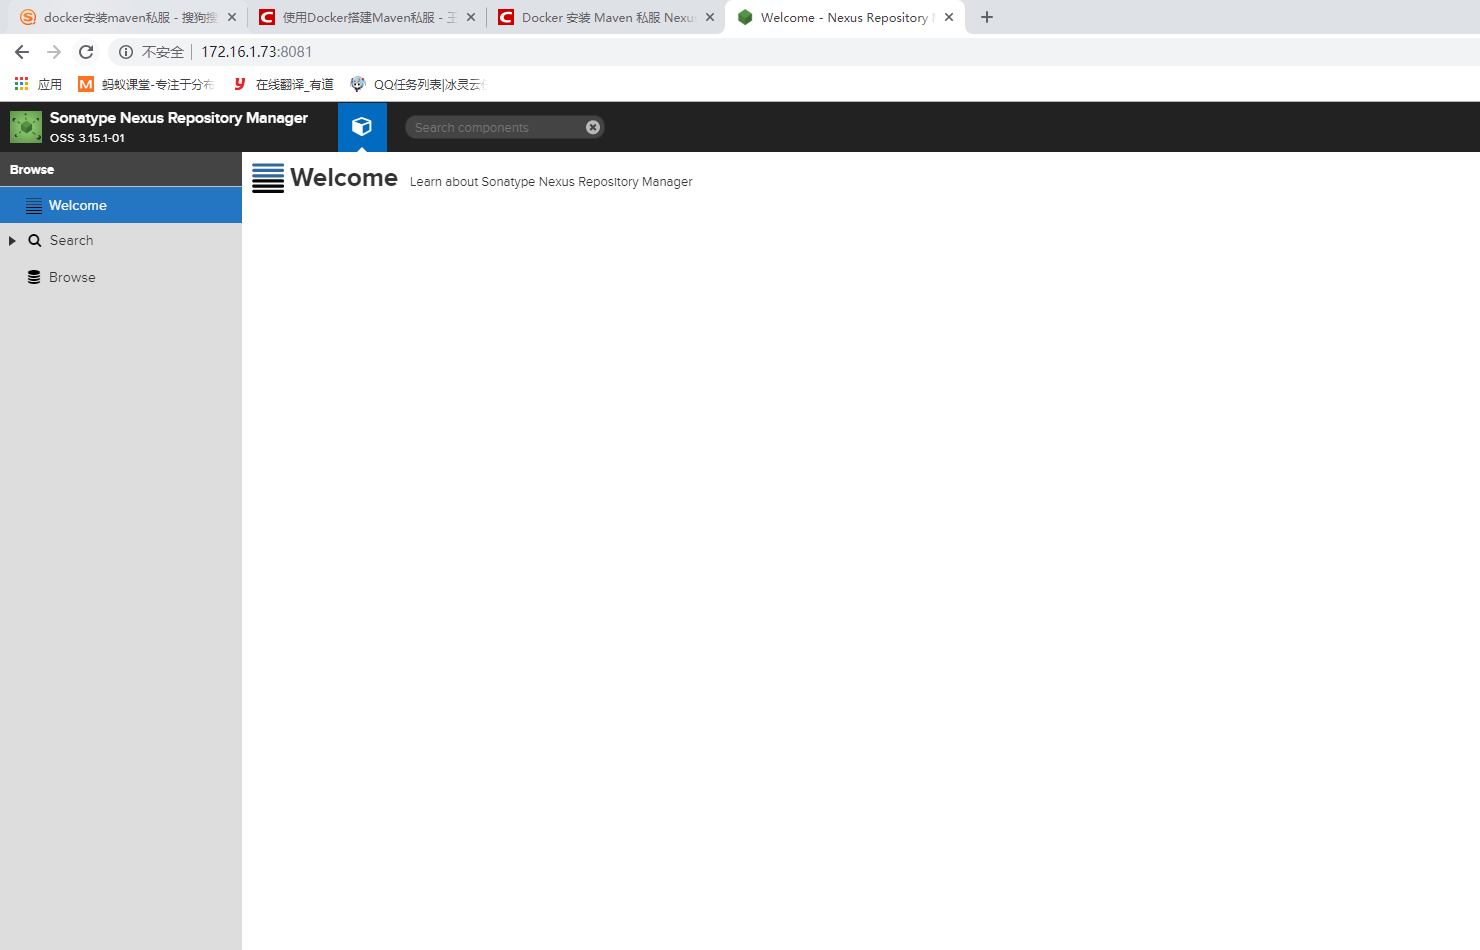 docker安装maven私服 - 搜狗搜
使用Docker搭建Maven私服 - 王
Docker 安装 Maven 私服 Nexus
Welcome - Nexus Repository
不安全 172.16.1.73:8081
应用 蚂蚁课堂-专注于分布 在线翻译_有道 QQ任务列表|冰灵云
Sonatype Nexus Repository Manager
OSS 3.15.1-01
Search components
Browse
Welcome
Search
Browse
Welcome Learn about Sonatype Nexus Repository Manager